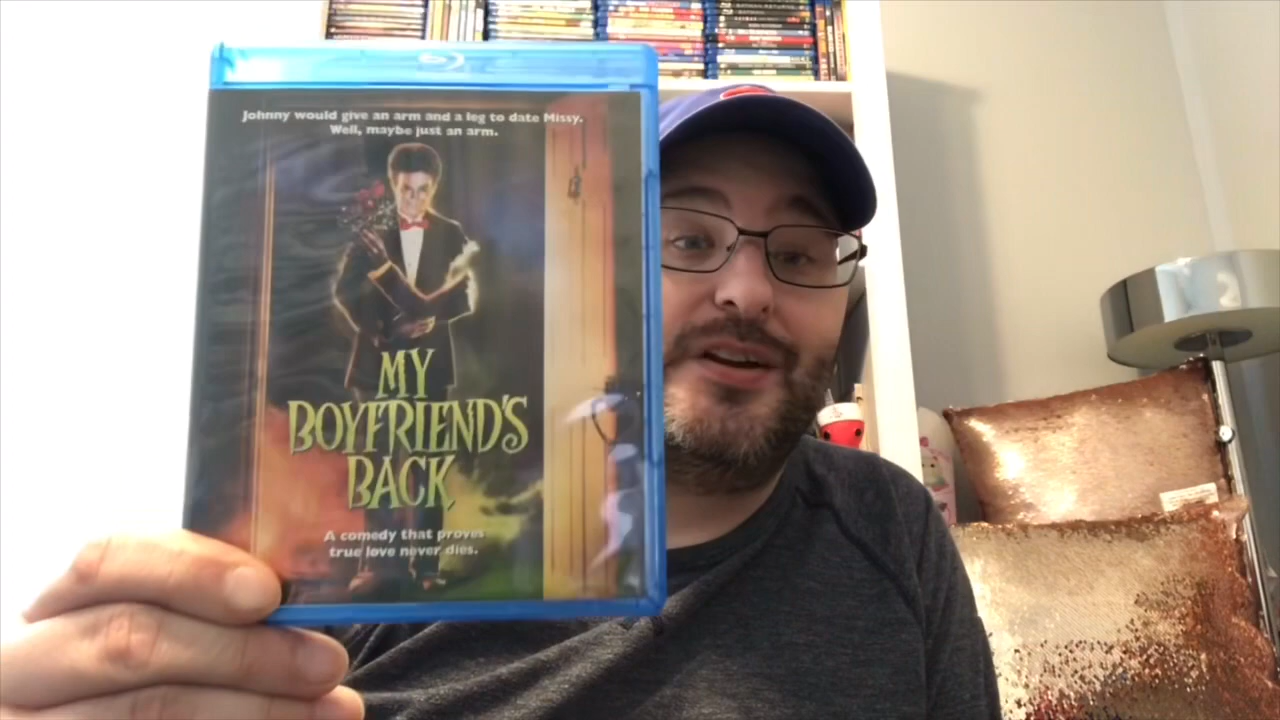 Johnny would give an arm and a leg to date Missy.
Well, maybe just an arm.
MY
BOYFRIEND'S
BACK
A comedy that proves
true love never dies.